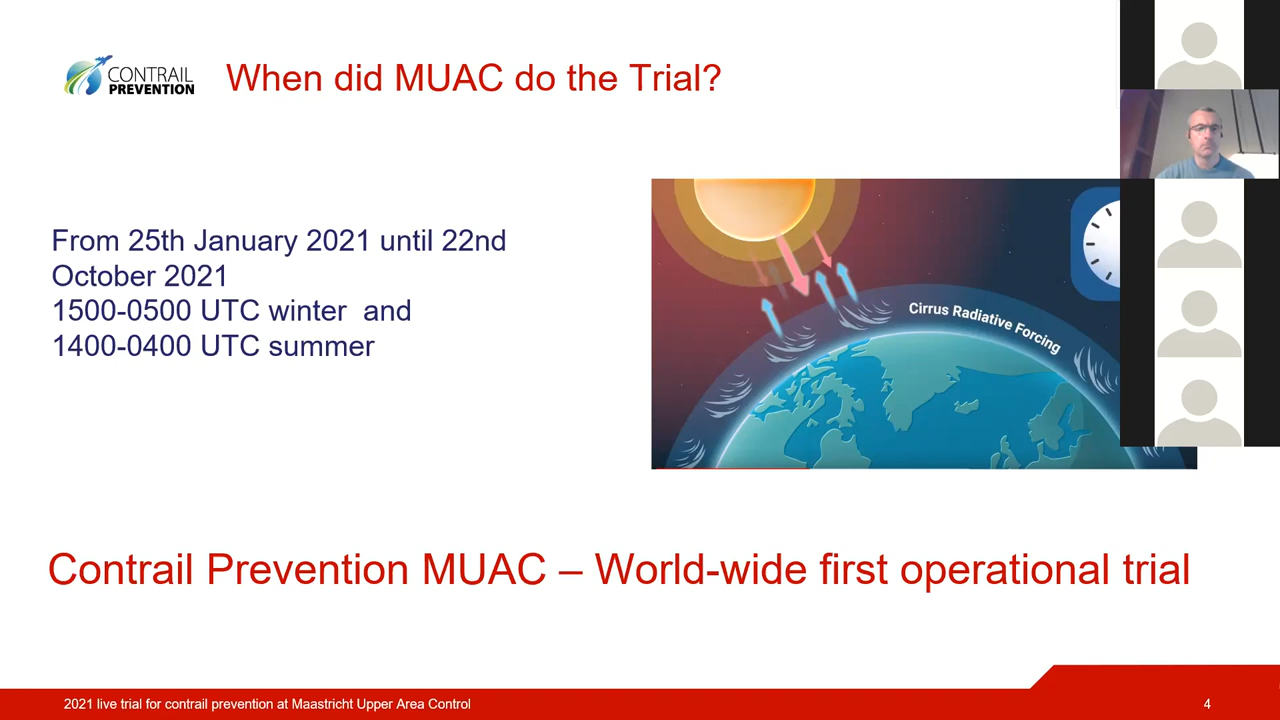 CONTRAIL
PREVENTION
When did MUAC do the Trial?
From 25th January 2021 until 22nd
October 2021
1500-0500 UTC winter and
1400-0400 UTC summer
Cirrus Radiative Forcing
Contrail Prevention MUAC – World-wide first operational trial
2021 live trial for contrail prevention at Maastricht Upper Area Control
4